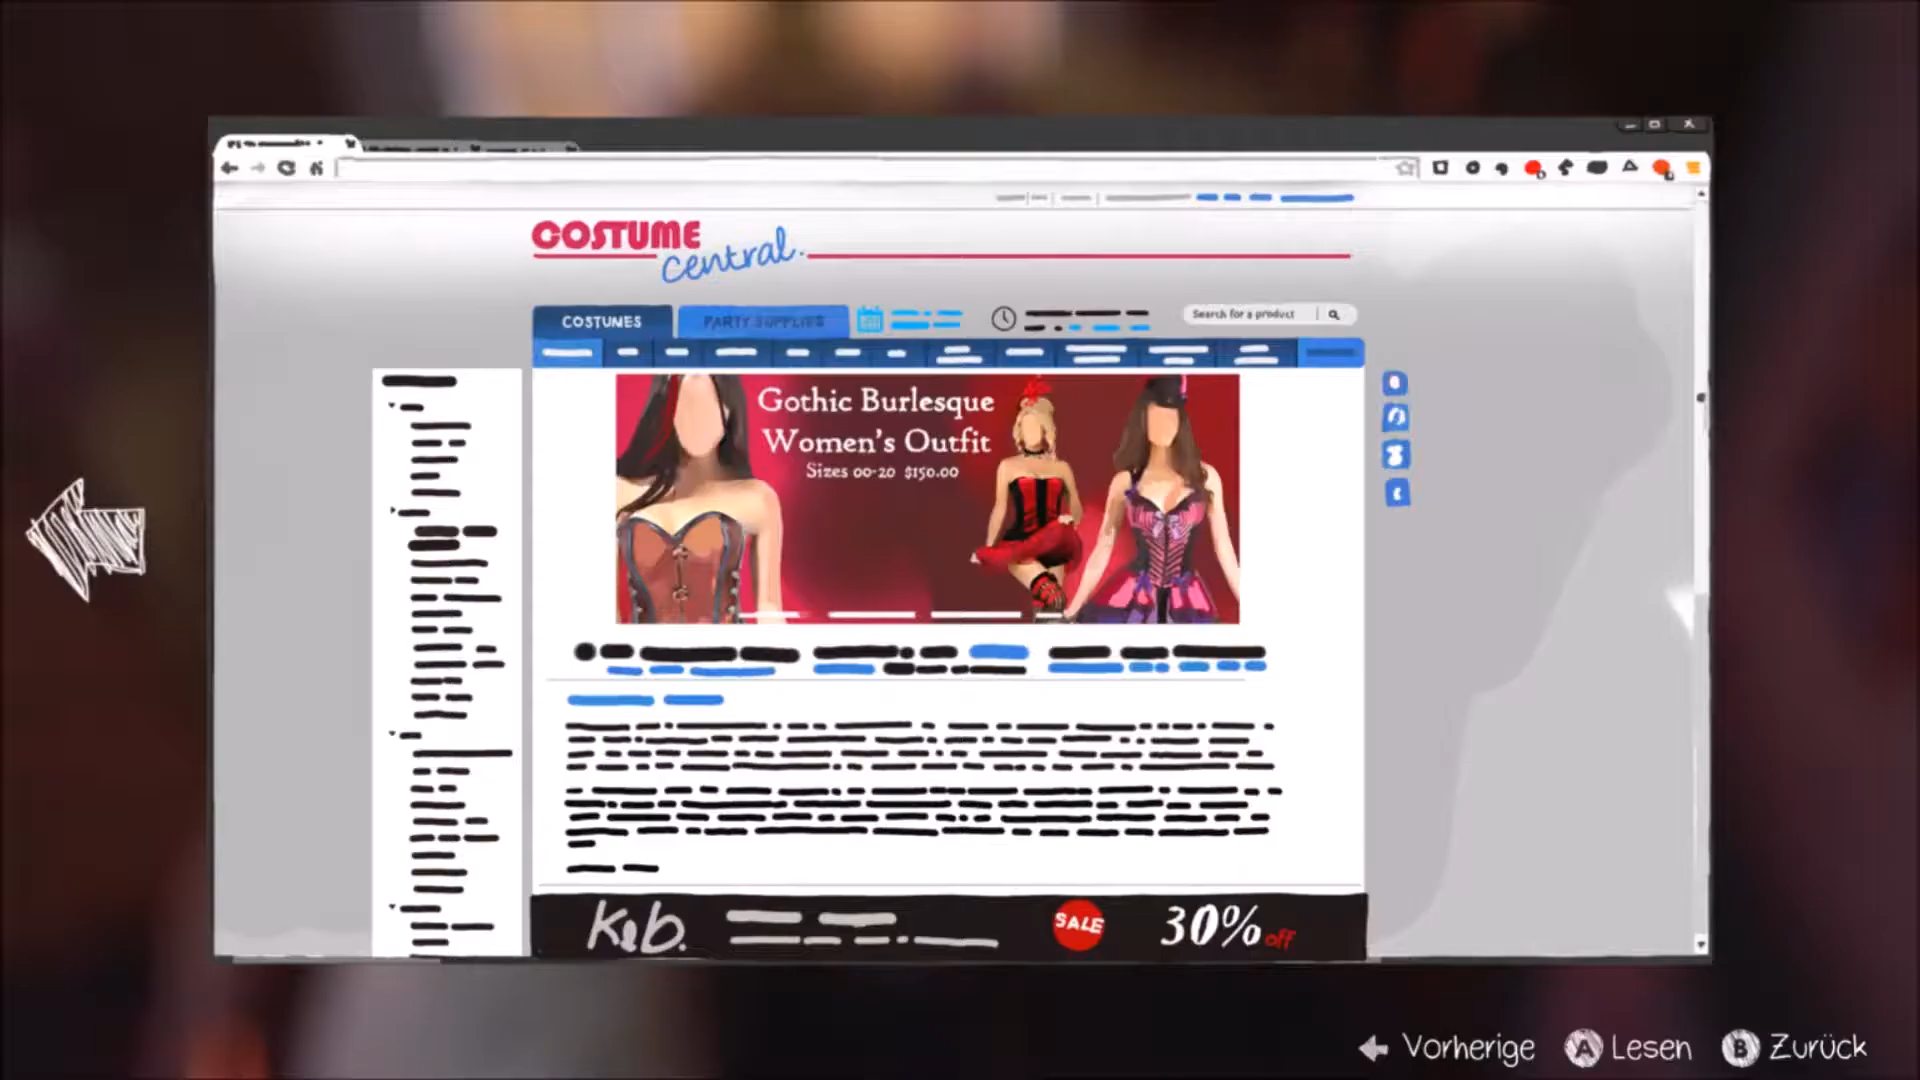 COSTUME
central.
COSTUMES
PARTY SUPPLIES
Search for a product
Gothic Burlesque
Women's Outfit
Sizes 00-20 $150.00
K&b.
SALE
30% off
Vorherige
A Lesen
B Zurück